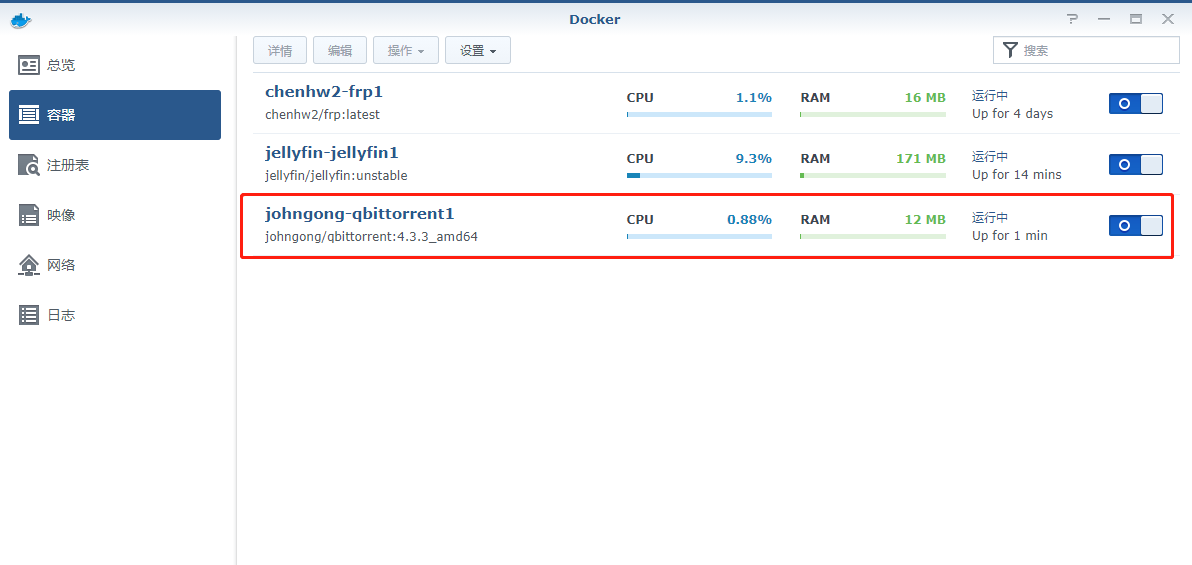 Docker
总览
容器
注册表
映像
网络
日志
详情 编辑 操作 设置 搜索
chenhw2-frp1 CPU 1.1% RAM 16 MB 运行中
chenhw2/frp:latest Up for 4 days
jellyfin-jellyfin1 CPU 9.3% RAM 171 MB 运行中
jellyfin/jellyfin:unstable Up for 14 mins
johngong-qbittorrent1 CPU 0.88% RAM 12 MB 运行中
johngong/qbittorrent:4.3.3_amd64 Up for 1 min